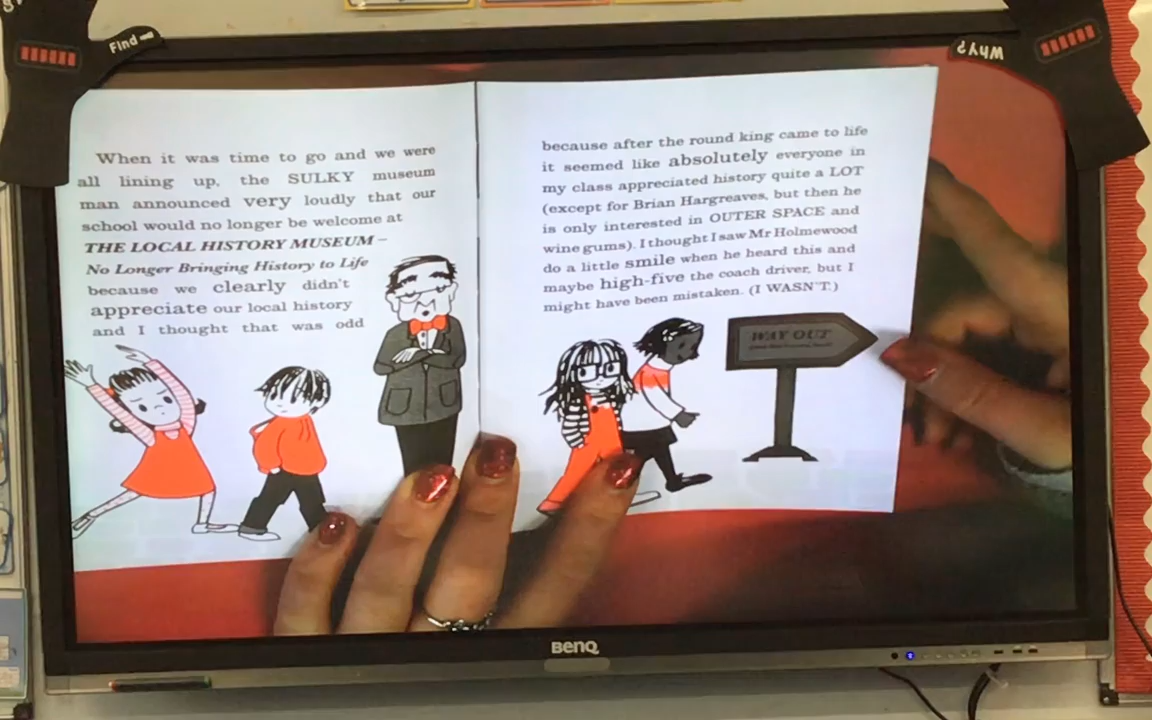 Find
Why?
When it was time to go and we were
all lining up, the SULKY museum
man announced very loudly that our
school would no longer be welcome at
THE LOCAL HISTORY MUSEUM –
No Longer Bringing History to Life
because we clearly didn't
appreciate our local history
and I thought that was odd
because after the round king came to life
it seemed like absolutely everyone in
my class appreciated history quite a LOT
(except for Brian Hargreaves, but then he
is only interested in OUTER SPACE and
wine gums). I thought I saw Mr Holmewood
do a little smile when he heard this and
maybe high-five the coach driver, but I
might have been mistaken. (I WASN'T.)
WAY OUT
BenQ